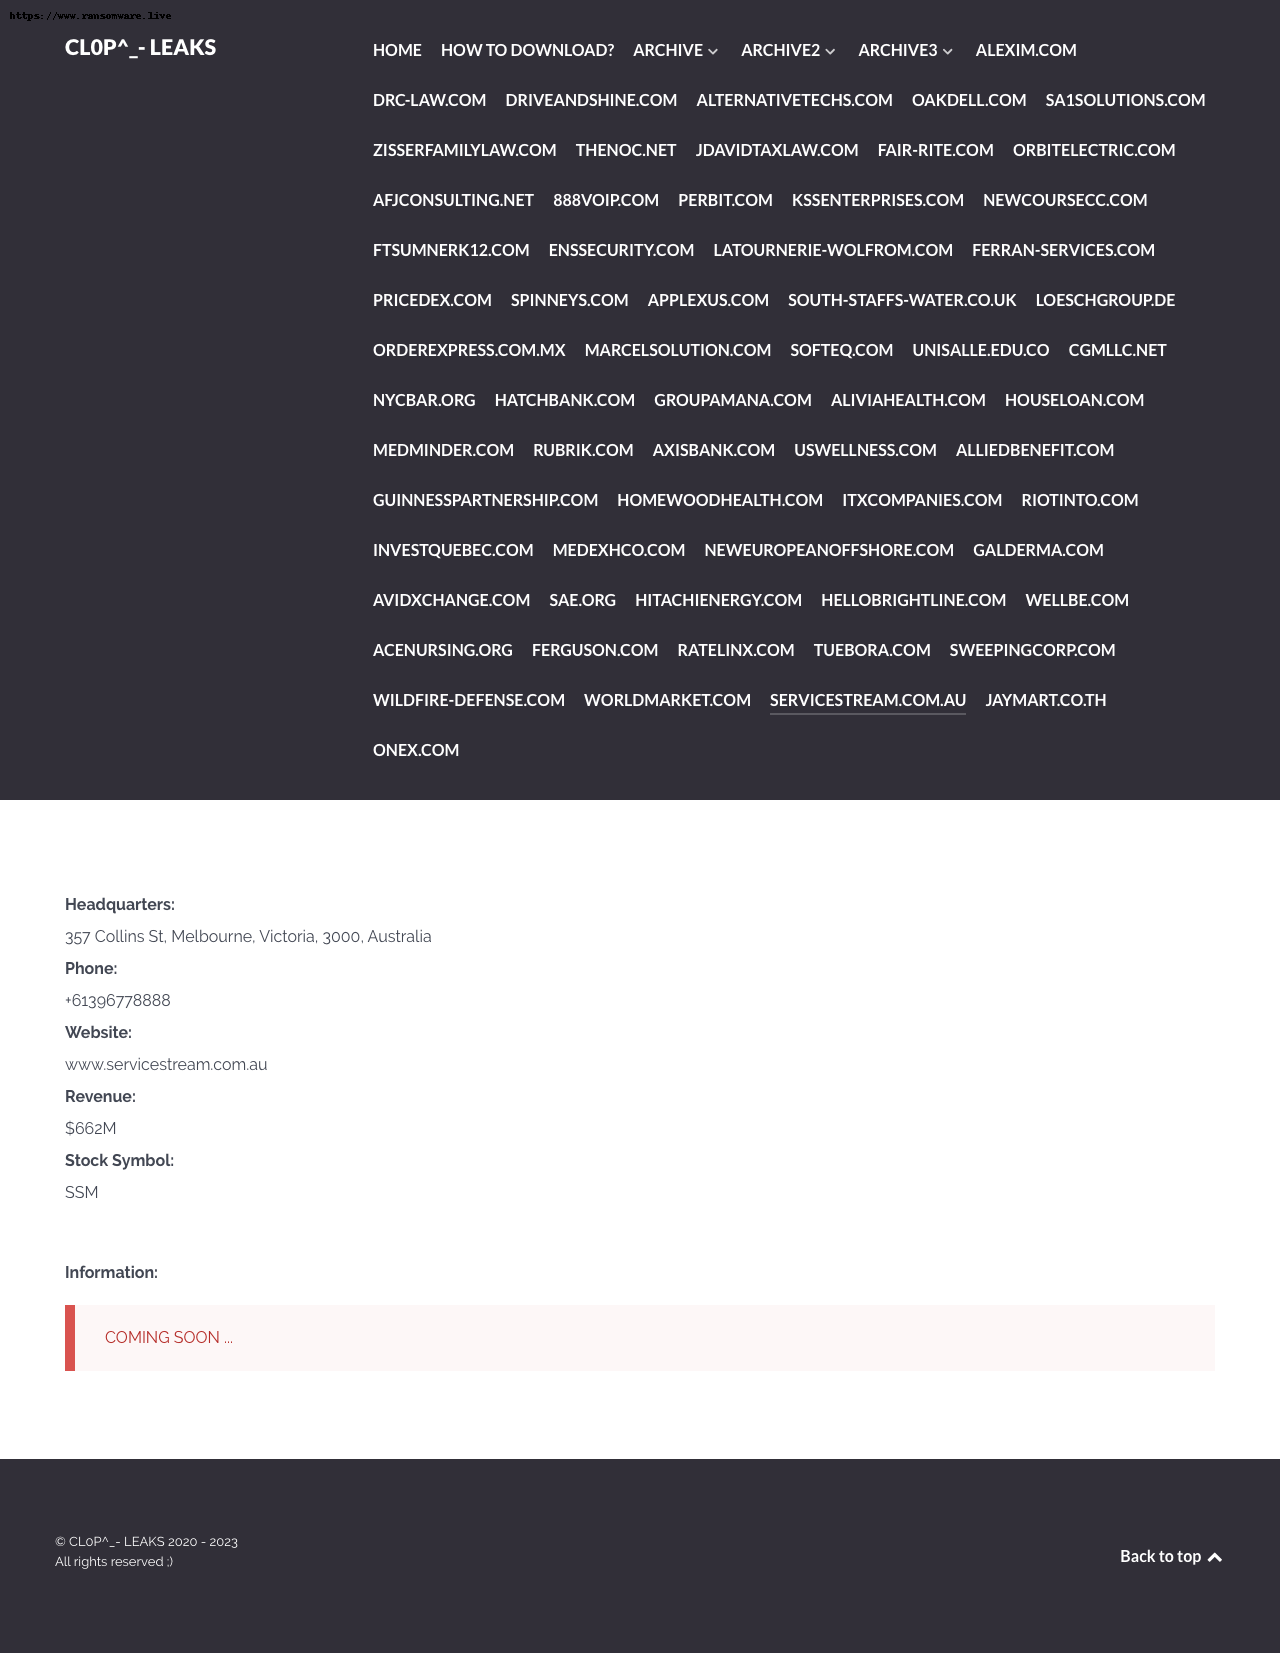 https://www.ransomware.live
CL0P^_- LEAKS
HOME HOW TO DOWNLOAD? ARCHIVE ARCHIVE2 ARCHIVE3 ALEXIM.COM
DRC-LAW.COM DRIVEANDSHINE.COM ALTERNATIVETECHS.COM OAKDELL.COM SA1SOLUTIONS.COM
ZISSERFAMILYLAW.COM THENOC.NET JDAVIDTAXLAW.COM FAIR-RITE.COM ORBITELECTRIC.COM
AFJCONSULTING.NET 888VOIP.COM PERBIT.COM KSSENTERPRISES.COM NEWCOURSECC.COM
FTSUMNERK12.COM ENSSECURITY.COM LATOURNERIE-WOLFROM.COM FERRAN-SERVICES.COM
PRICEDEX.COM SPINNEYS.COM APPLEXUS.COM SOUTH-STAFFS-WATER.CO.UK LOESCHGROUP.DE
ORDEREXPRESS.COM.MX MARCELSOLUTION.COM SOFTEQ.COM UNISALLE.EDU.CO CGMLLC.NET
NYCBAR.ORG HATCHBANK.COM GROUPAMANA.COM ALIVIAHEALTH.COM HOUSELOAN.COM
MEDMINDER.COM RUBRIK.COM AXISBANK.COM USWELLNESS.COM ALLIEDBENEFIT.COM
GUINNESSPARTNERSHIP.COM HOMEWOODHEALTH.COM ITXCOMPANIES.COM RIOTINTO.COM
INVESTQUEBEC.COM MEDEXHCO.COM NEWEUROPEANOFFSHORE.COM GALDERMA.COM
AVIDXCHANGE.COM SAE.ORG HITACHIENERGY.COM HELLOBRIGHTLINE.COM WELLBE.COM
ACENURSING.ORG FERGUSON.COM RATELINX.COM TUEBORA.COM SWEEPINGCORP.COM
WILDFIRE-DEFENSE.COM WORLDMARKET.COM SERVICESTREAM.COM.AU JAYMART.CO.TH
ONEX.COM
Headquarters:
357 Collins St, Melbourne, Victoria, 3000, Australia
Phone:
+61396778888
Website:
www.servicestream.com.au
Revenue:
$662M
Stock Symbol:
SSM
Information:
COMING SOON ...
© CL0P^_- LEAKS 2020 - 2023
All rights reserved ;)
Back to top